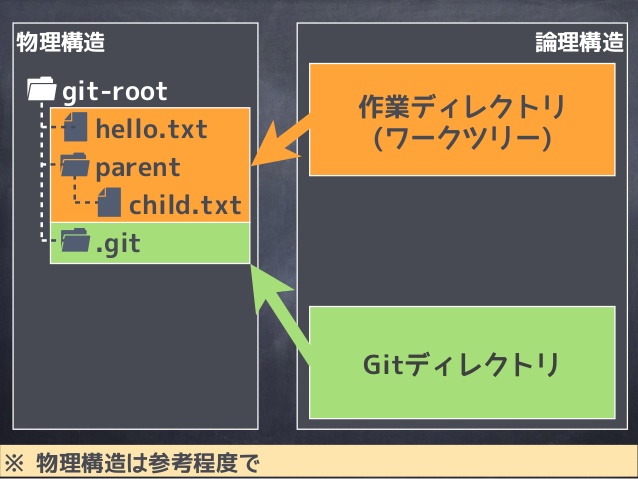 物理構造
git-root
hello.txt
parent
child.txt
.git
論理構造
作業ディレクトリ
(ワークツリー)
Gitディレクトリ
※ 物理構造は参考程度で